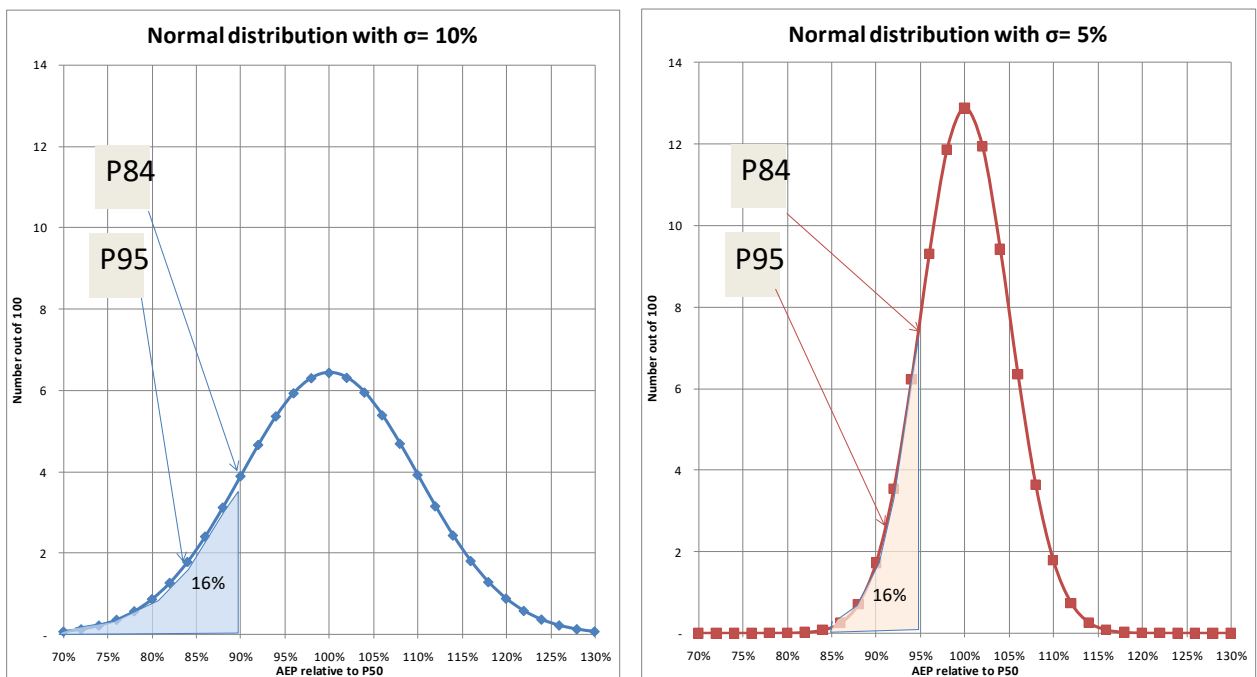 Normal distribution with σ= 10%
14
12
10
8
6
4
2
-
Number out of 100
P84
P95
16%
70% 75% 80% 85% 90% 95% 100% 105% 110% 115% 120% 125% 130%
AEP relative to P50
Normal distribution with σ= 5%
14
12
10
8
6
4
2
-
Number out of 100
P84
P95
16%
70% 75% 80% 85% 90% 95% 100% 105% 110% 115% 120% 125% 130%
AEP relative to P50